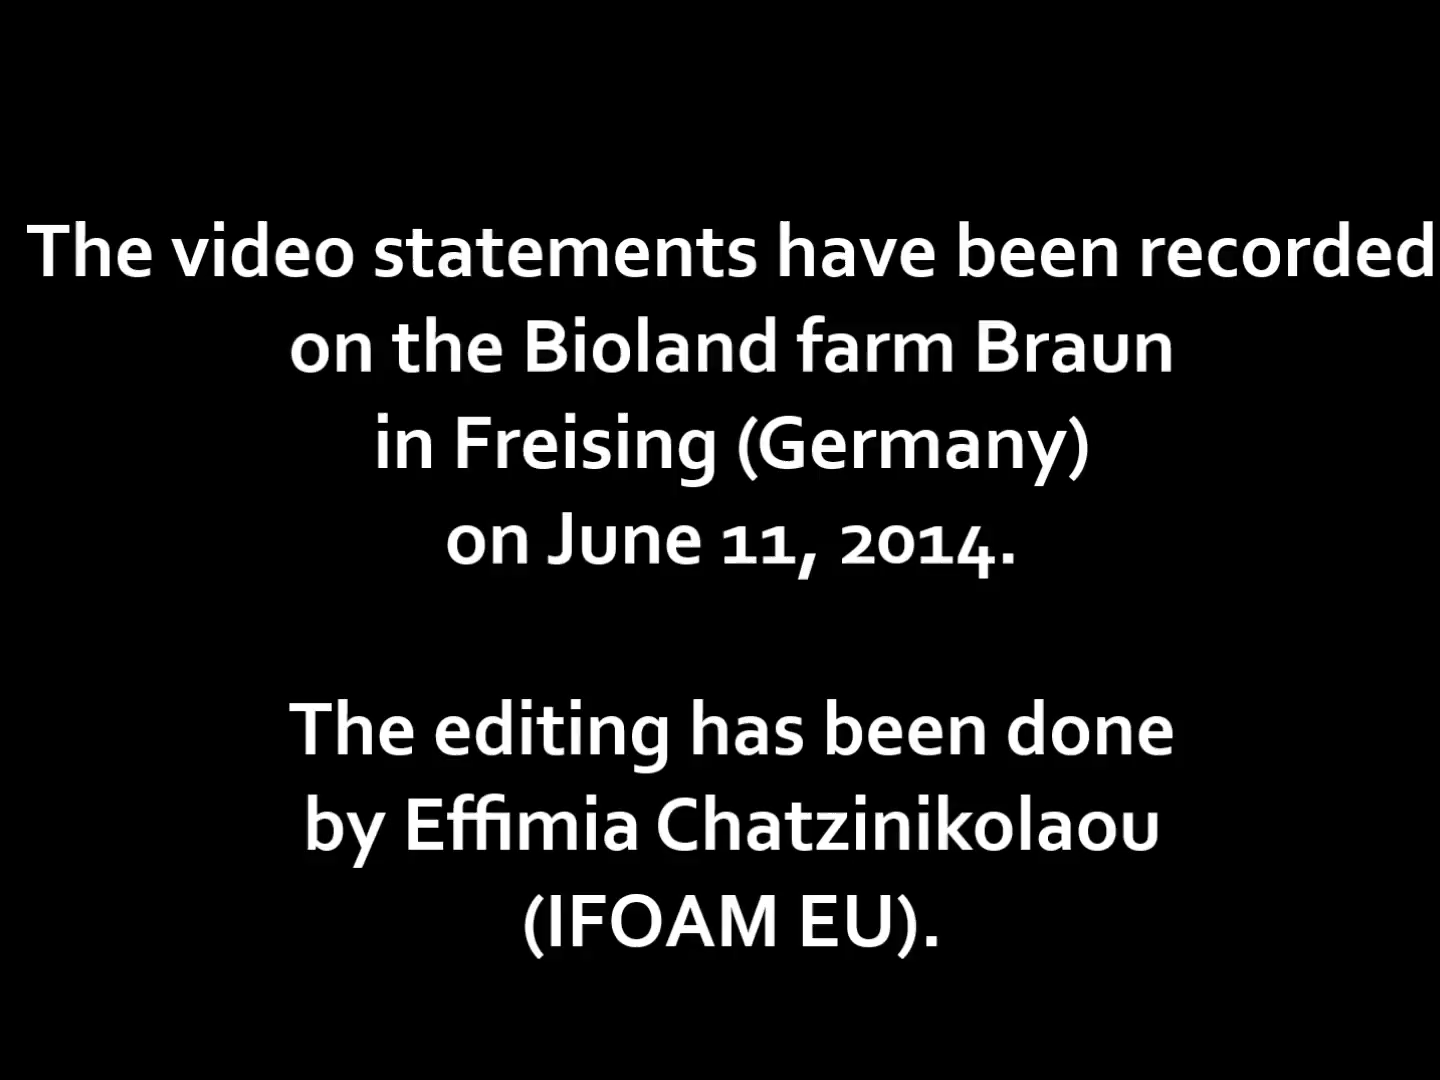 The video statements have been recorded
on the Bioland farm Braun
in Freising (Germany)
on June 11, 2014.
The editing has been done
by Effimia Chatzinikolaou
(IFOAM EU).